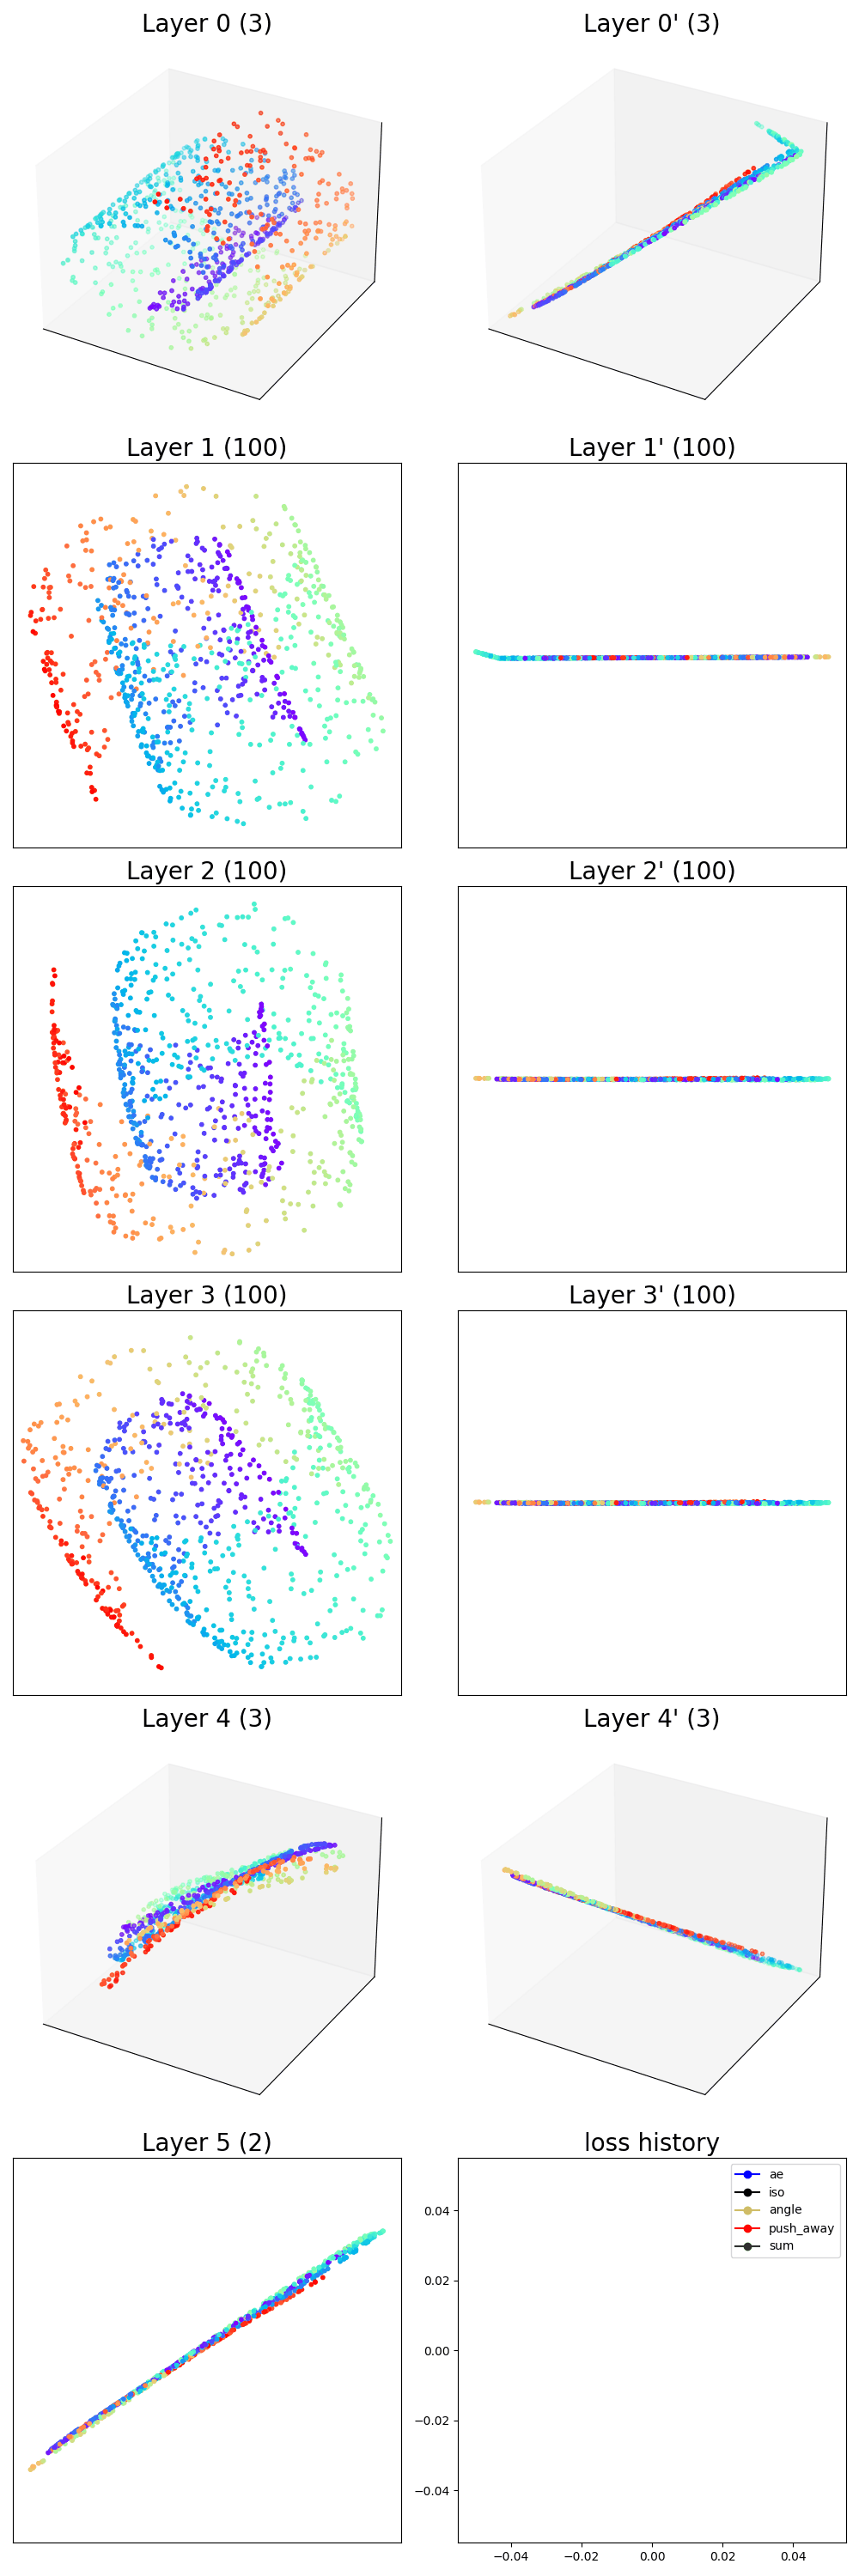 Layer 0 (3)
Layer 0' (3)
Layer 1 (100)
Layer 1' (100)
Layer 2 (100)
Layer 2' (100)
Layer 3 (100)
Layer 3' (100)
Layer 4 (3)
Layer 4' (3)
Layer 5 (2)
loss history
ae
iso
angle
push_away
sum
0.04
0.02
0.00
−0.02
−0.04
−0.04
−0.02
0.00
0.02
0.04